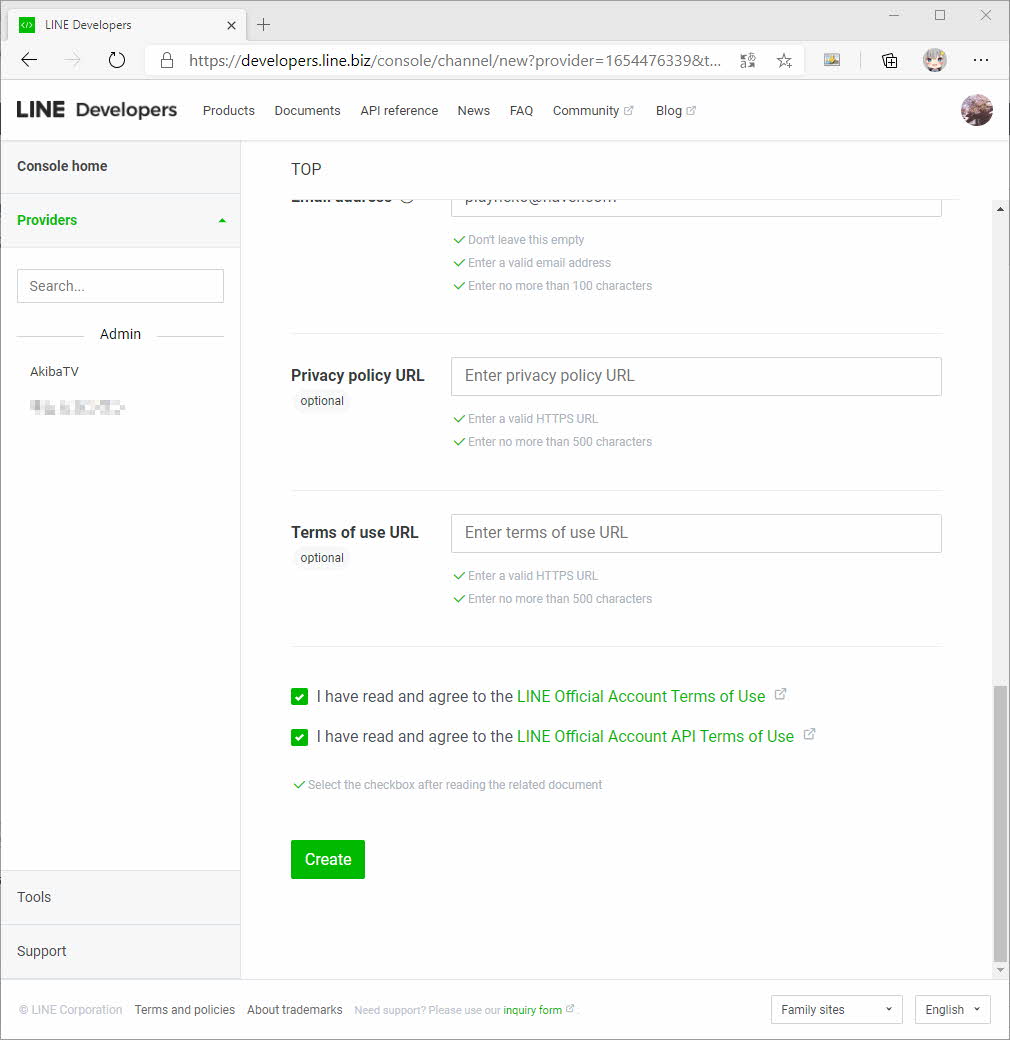 LINE Developers
https://developers.line.biz/console/channel/new?provider=1654476339&t...
LINE Developers
Products
Documents
API reference
News
FAQ
Community
Blog
Console home
Providers
Search...
Admin
AkibaTV
Tools
Support
TOP
Email address
Don't leave this empty
Enter a valid email address
Enter no more than 100 characters
Privacy policy URL
optional
Enter privacy policy URL
Enter a valid HTTPS URL
Enter no more than 500 characters
Terms of use URL
optional
Enter terms of use URL
Enter a valid HTTPS URL
Enter no more than 500 characters
I have read and agree to the LINE Official Account Terms of Use
I have read and agree to the LINE Official Account API Terms of Use
Select the checkbox after reading the related document
Create
© LINE Corporation
Terms and policies
About trademarks
Need support? Please use our inquiry form .
Family sites
English